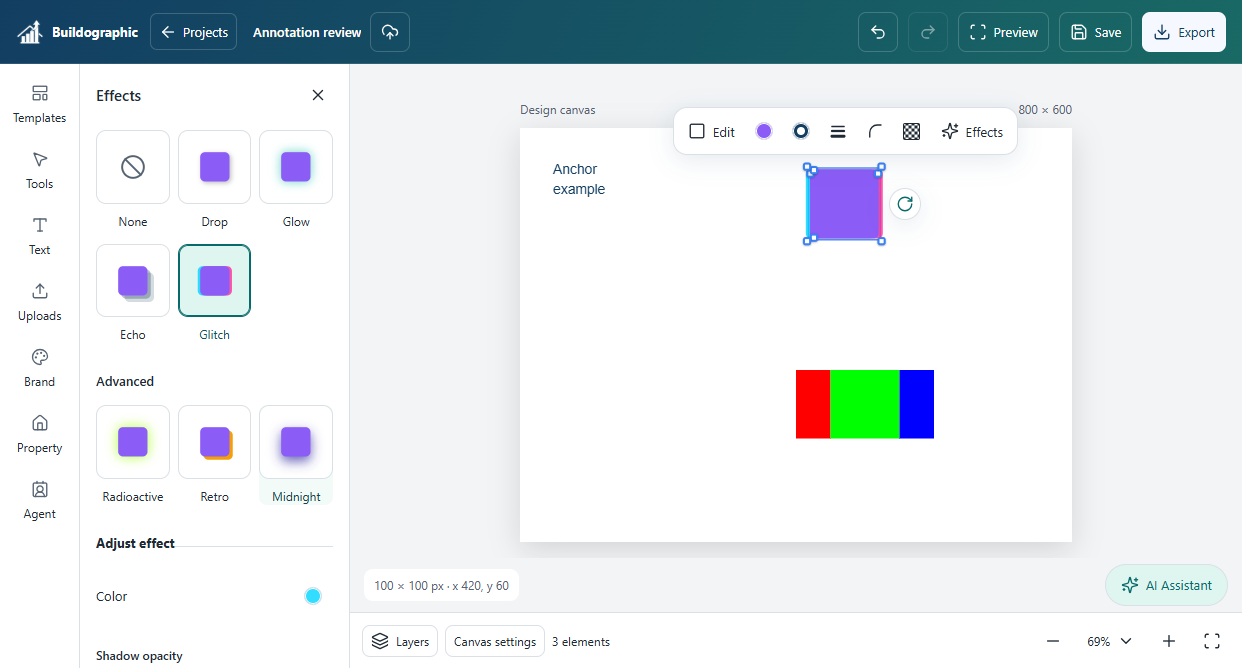 Buildographic
Projects
Annotation review
Preview
Save
Export
Templates
Tools
Text
Uploads
Brand
Property
Agent
Effects
None
Drop
Glow
Echo
Glitch
Advanced
Radioactive
Retro
Midnight
Adjust effect
Color
Shadow opacity
Design canvas
800 × 600
Edit
Effects
Anchor
example
100 × 100 px · x 420, y 60
AI Assistant
Layers
Canvas settings
3 elements
69%